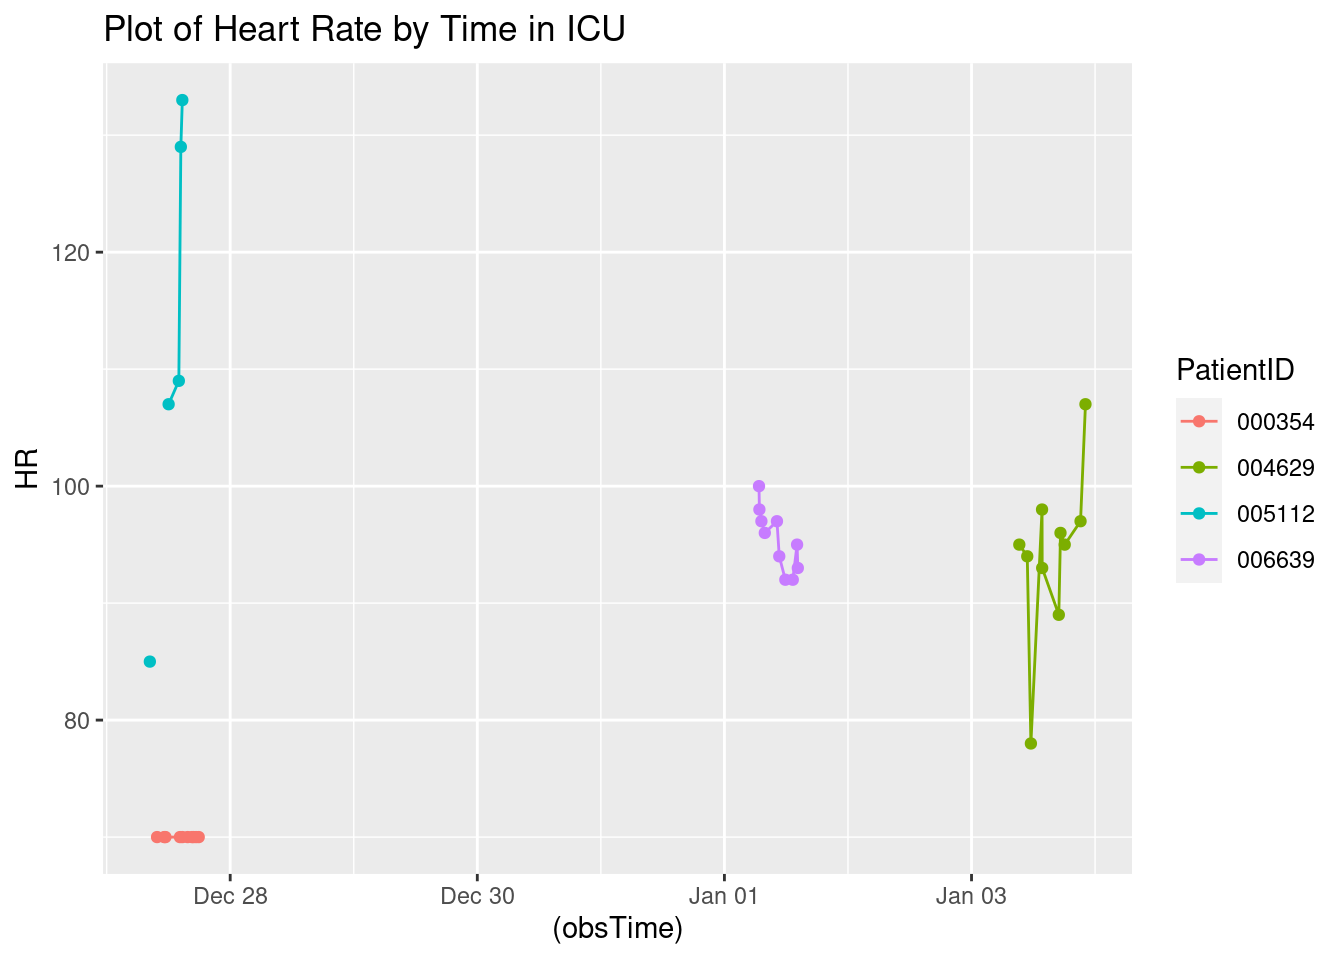 Plot of Heart Rate by Time in ICU
120
100
80
HR
Dec 28
Dec 30
Jan 01
Jan 03
(obsTime)
PatientID
000354
004629
005112
006639